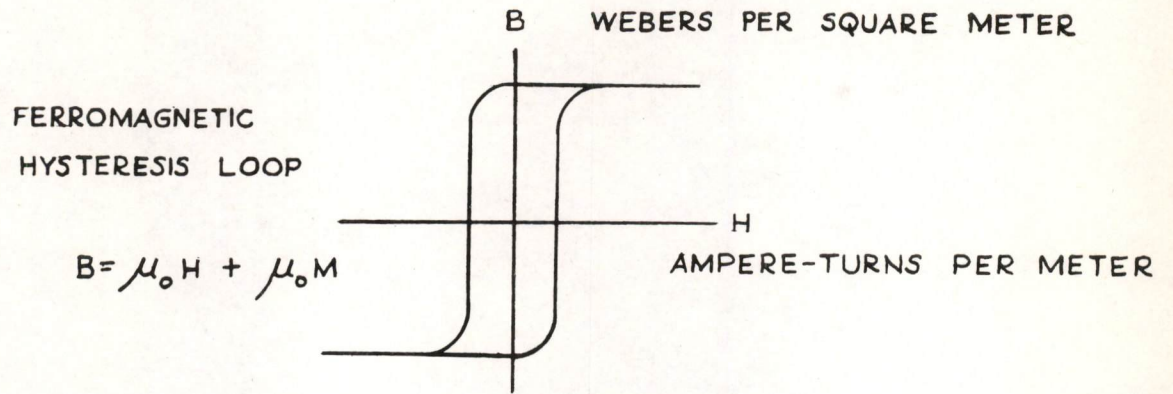 B WEBERS PER SQUARE METER
FERROMAGNETIC
HYSTERESIS LOOP
H
B= μ₀H + μ₀M
AMPERE-TURNS PER METER